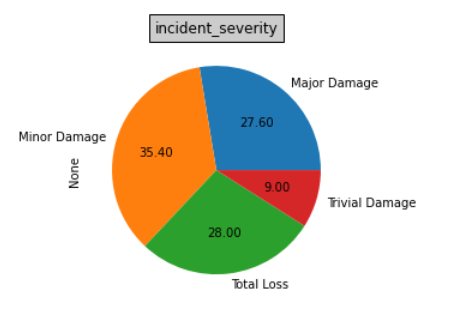 incident_severity
Major Damage
27.60
Minor Damage
35.40
None
9.00
Trivial Damage
28.00
Total Loss